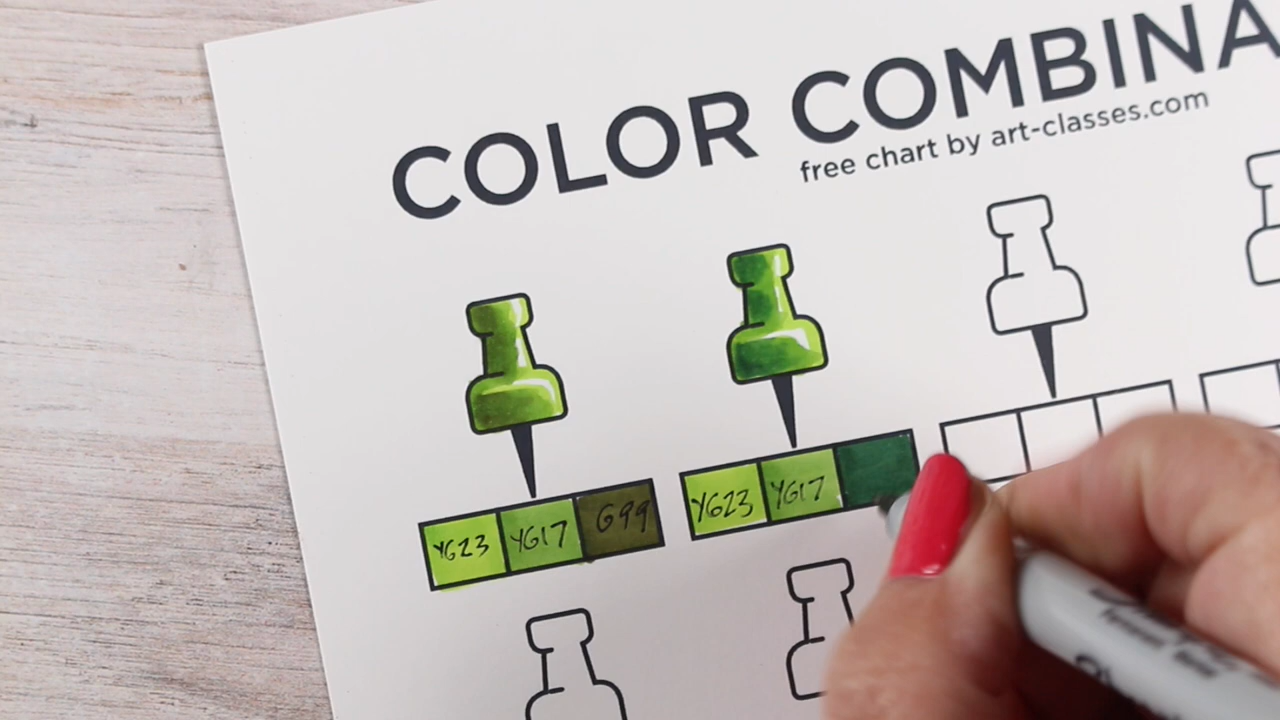 COLOR COMBINA
free chart by art-classes.com
YG23 YG17 G99
YG23 YG17